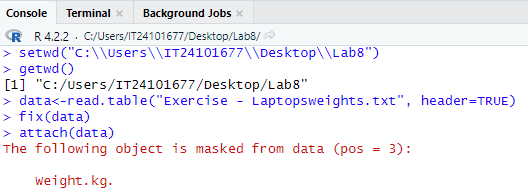 Console Terminal × Background Jobs ×
R 4.2.2 · C:/Users/IT24101677/Desktop/Lab8/
> setwd("C:\\Users\\IT24101677\\Desktop\\Lab8")
> getwd()
[1] "C:/Users/IT24101677/Desktop/Lab8"
> data<-read.table("Exercise - Laptopsweights.txt", header=TRUE)
> fix(data)
> attach(data)
The following object is masked from data (pos = 3):
weight.kg.